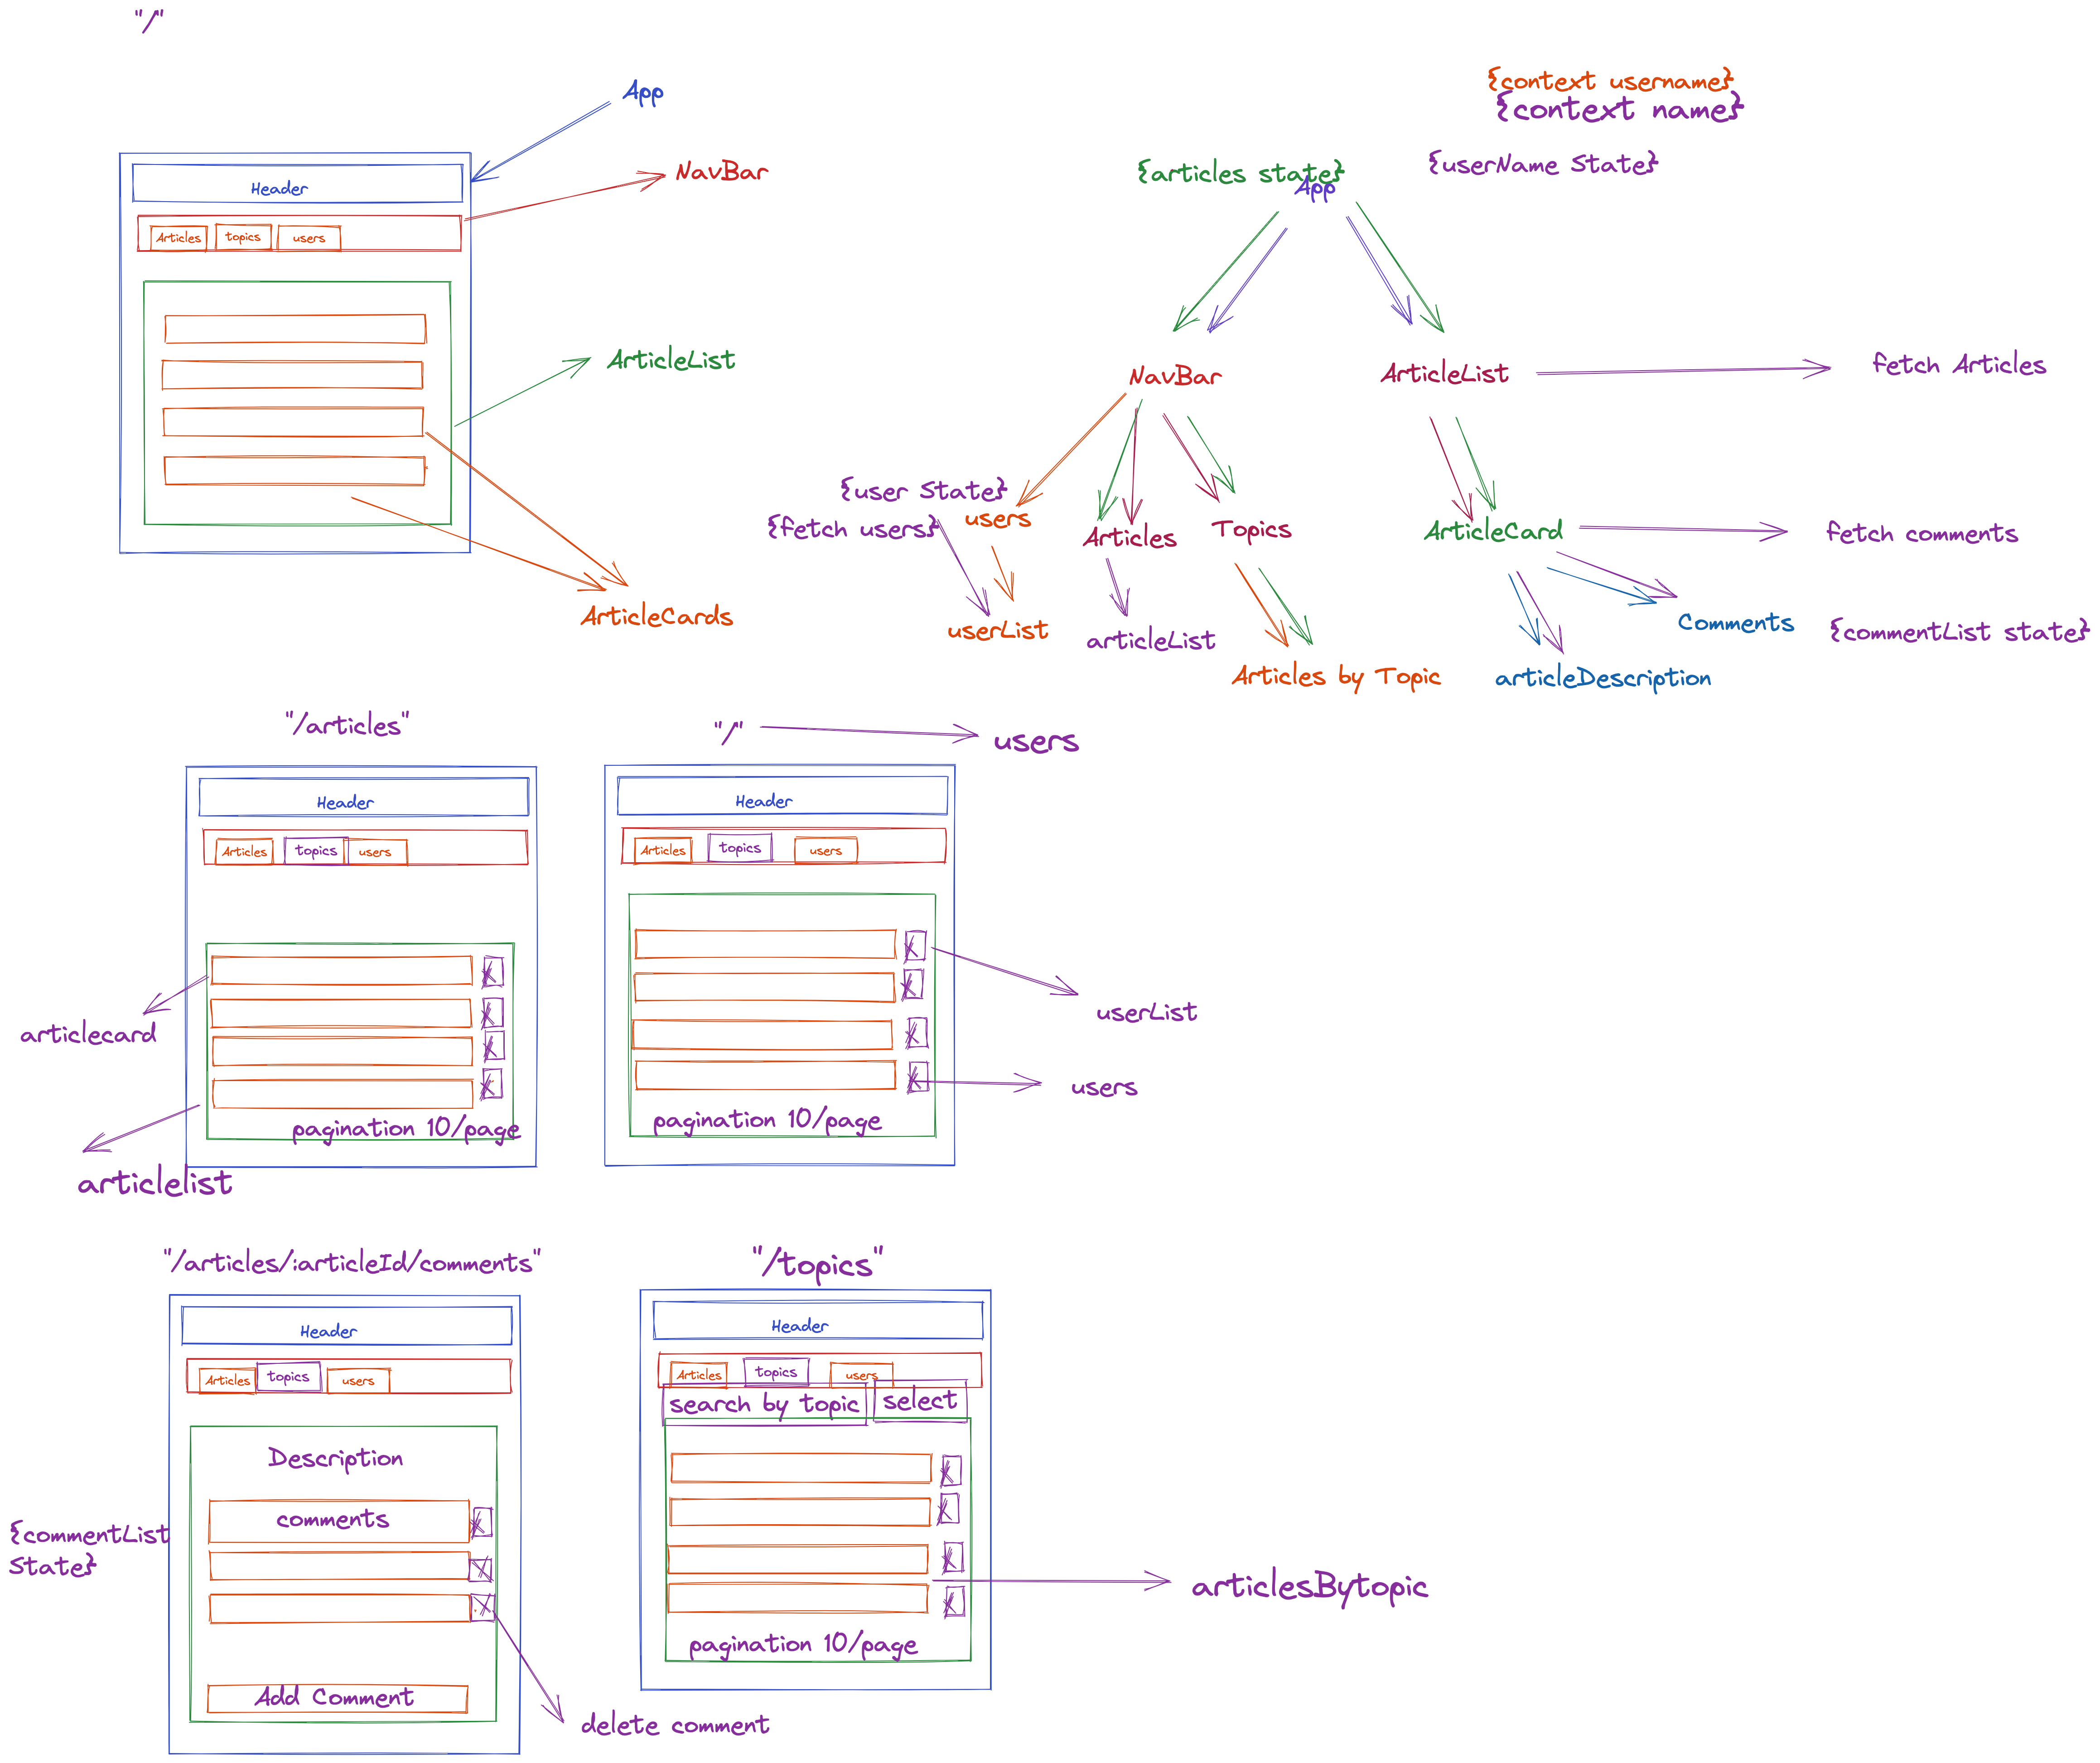 "/"
App
NavBar
Header
Articles
topics
users
ArticleList
ArticleCards
{context username}
{context name}
{articles state}
{userName State}
App
NavBar
ArticleList
fetch Articles
{user State}
{fetch users}
users
Articles
Topics
ArticleCard
fetch comments
userList
articleList
Articles by Topic
Comments
{commentList state}
articleDescription
"/articles"
Header
Articles
topics
users
articlecard
pagination 10/page
articlelist
"/"
users
Header
Articles
topics
users
userList
users
pagination 10/page
"/articles/:articleId/comments"
Header
Articles
topics
users
Description
comments
{commentList
State}
Add Comment
delete comment
"/topics"
Header
Articles
topics
users
search by topic
select
articlesBytopic
pagination 10/page